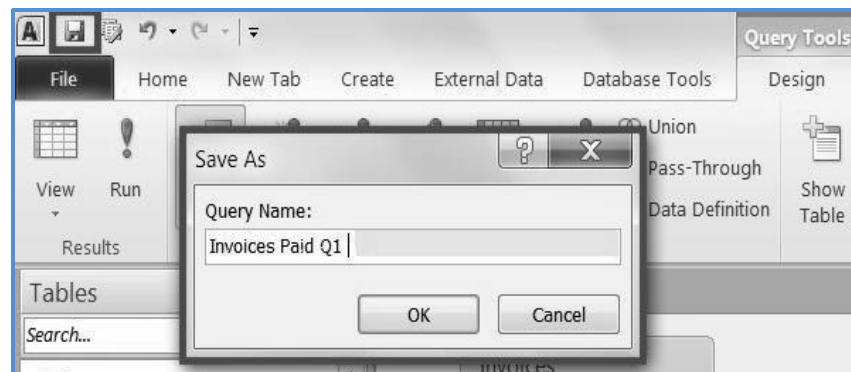 A
Query Tools
File Home New Tab Create External Data Database Tools Design
Union
Save As
Pass-Through
View Run
Query Name:
Data Definition
Show Table
Invoices Paid Q1
Results
OK Cancel
Tables
Search...
Invoices